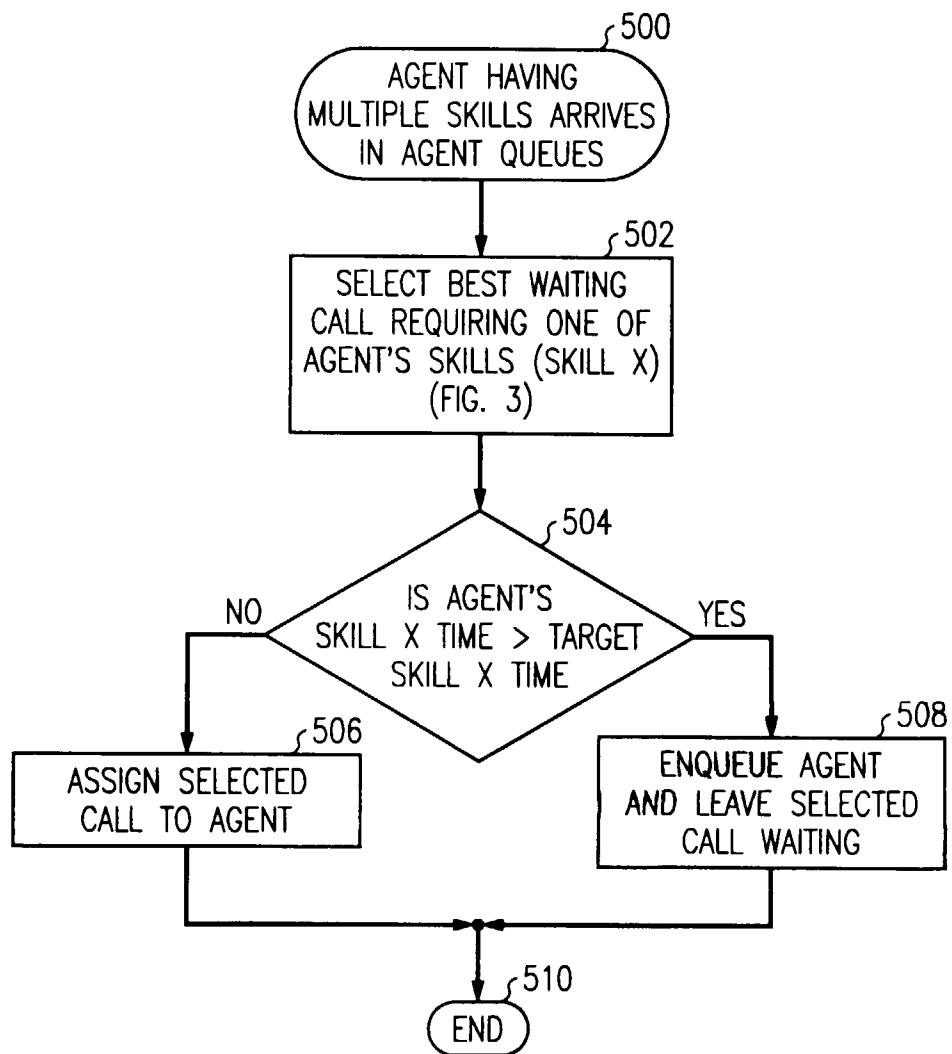 500
AGENT HAVING
MULTIPLE SKILLS ARRIVES
IN AGENT QUEUES
502
SELECT BEST WAITING
CALL REQUIRING ONE OF
AGENT'S SKILLS (SKILL X)
(FIG. 3)
504
IS AGENT'S
SKILL X TIME > TARGET
SKILL X TIME
NO
YES
506
ASSIGN SELECTED
CALL TO AGENT
508
ENQUEUE AGENT
AND LEAVE SELECTED
CALL WAITING
510
END